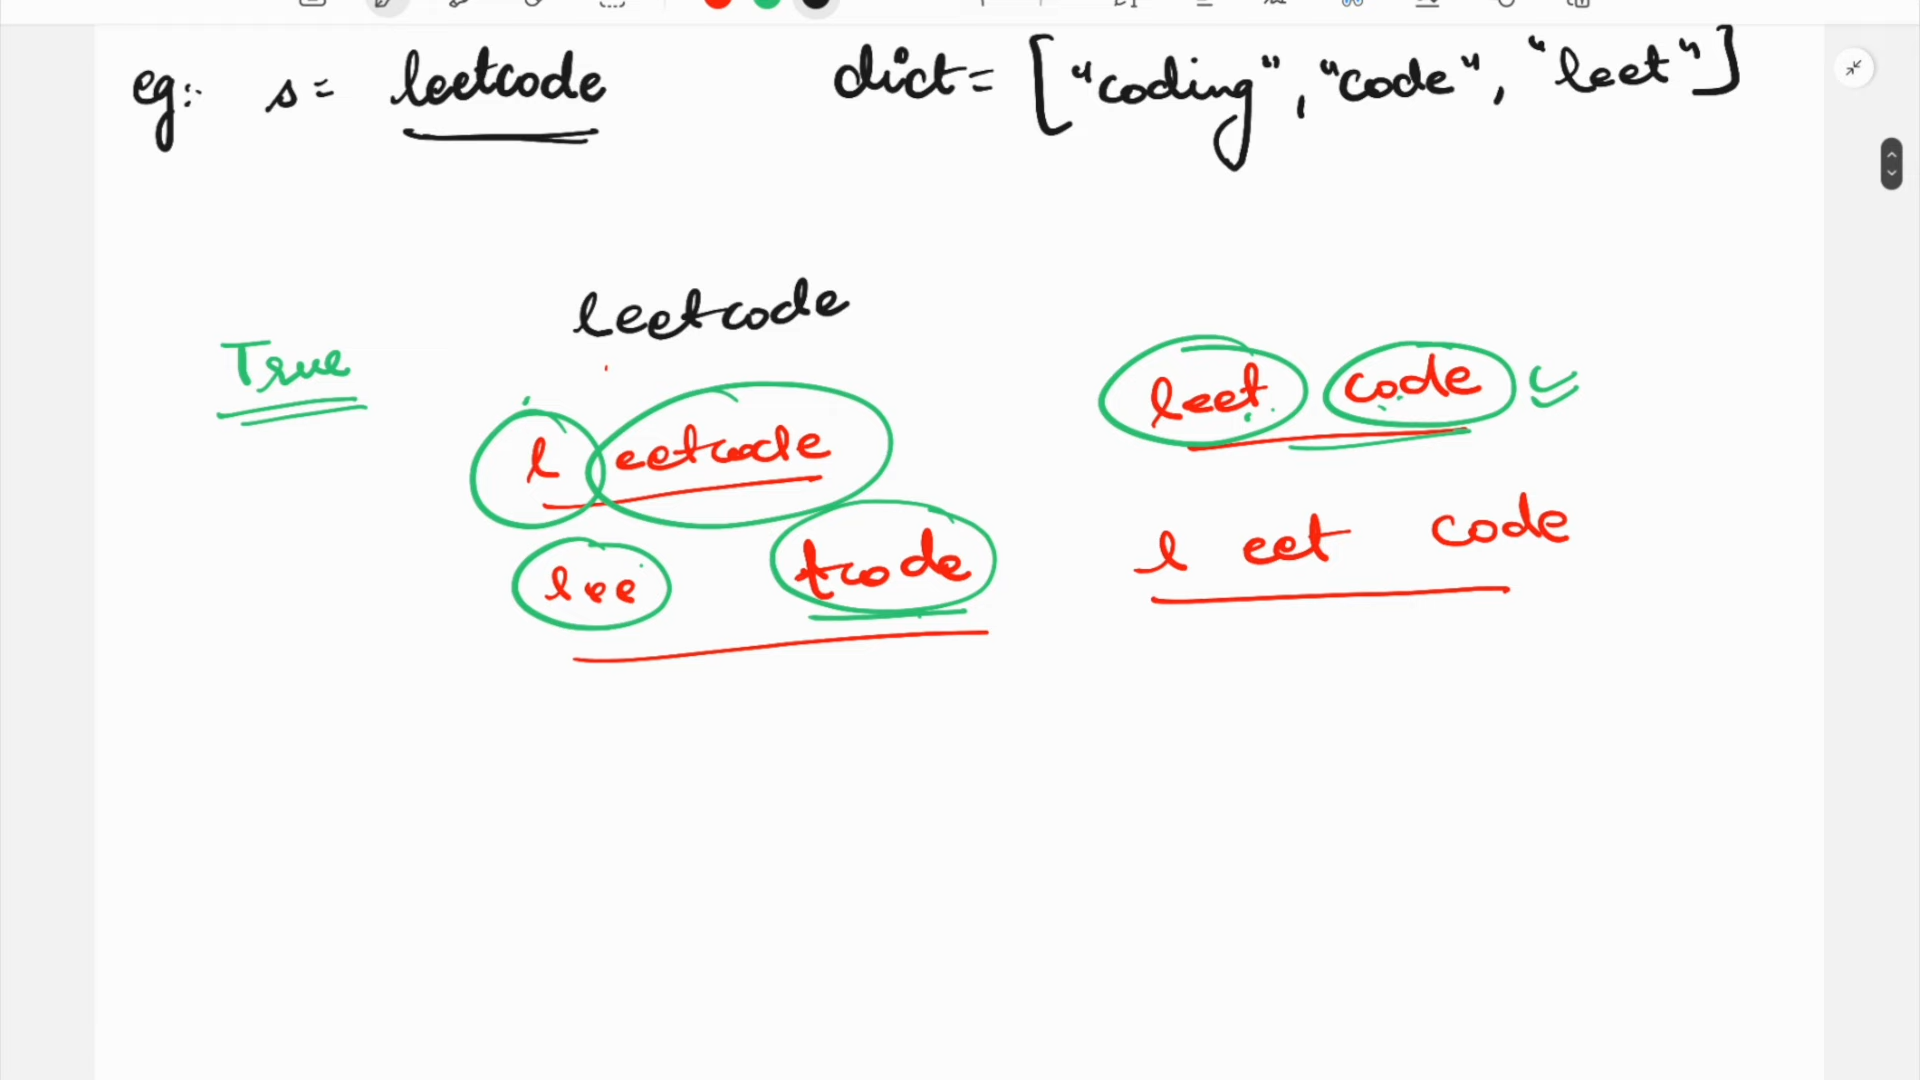 eg:- s = leetcode dict = ["coding", "code", "leet"]
leetcode
True
l eetcode
lee tcode
leet code
l eet code